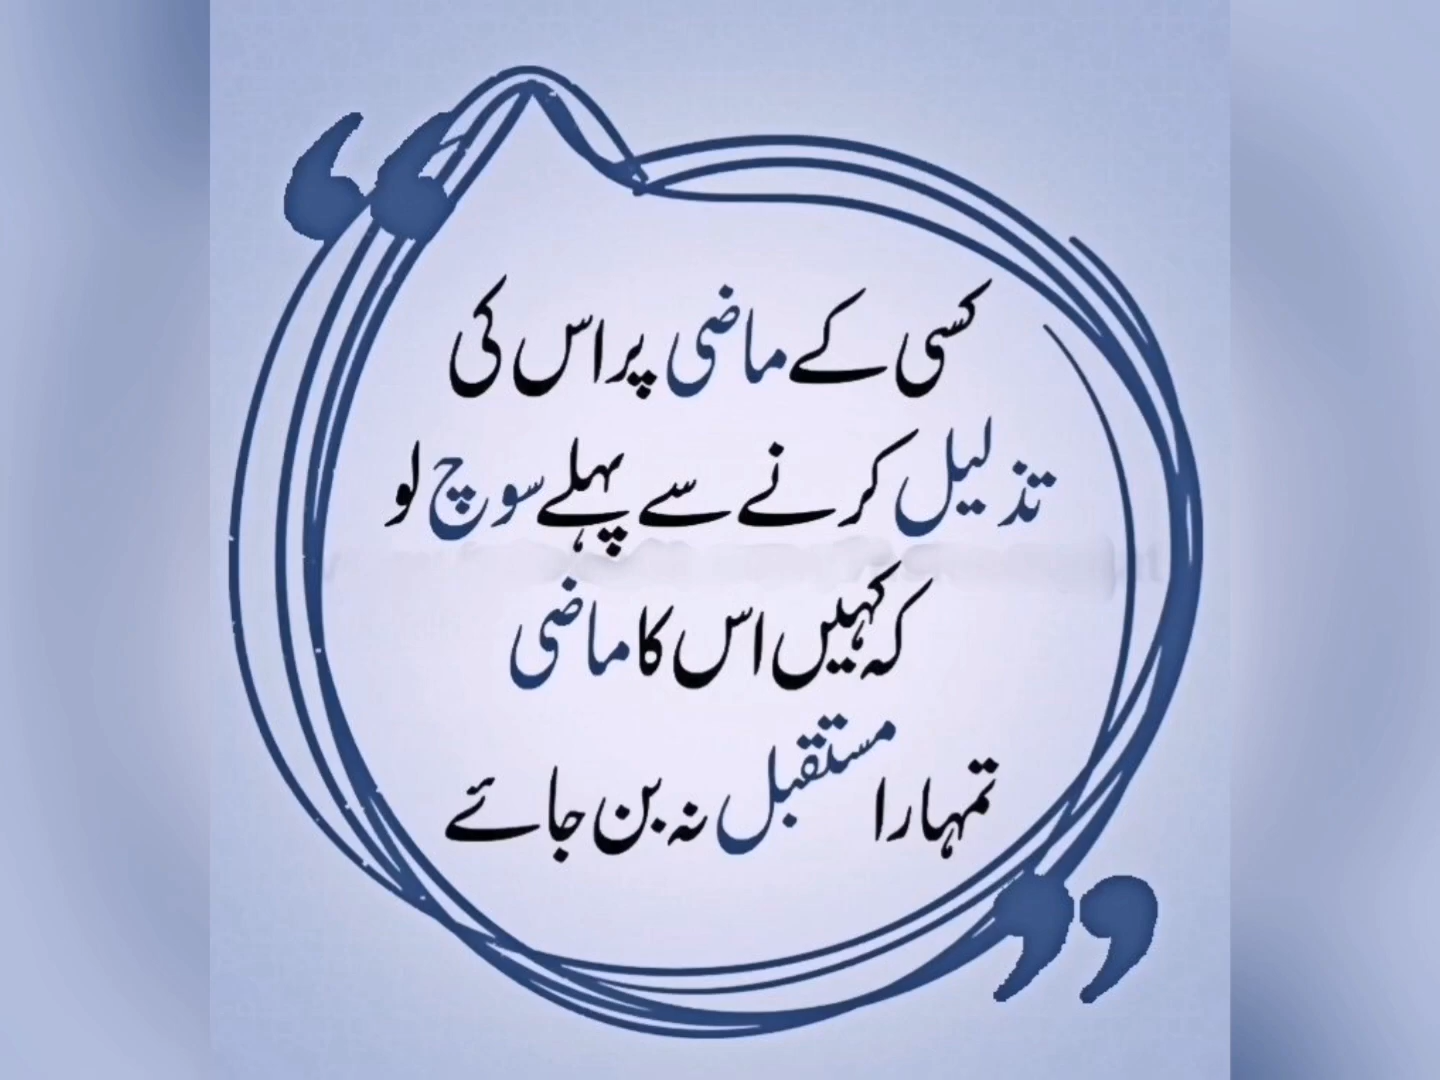 کسی کے ماضی پر اس کی
تذلیل کرنے سے پہلے سوچ لو
کہ کہیں اس کا ماضی
تمہارا مستقبل نہ بن جائے